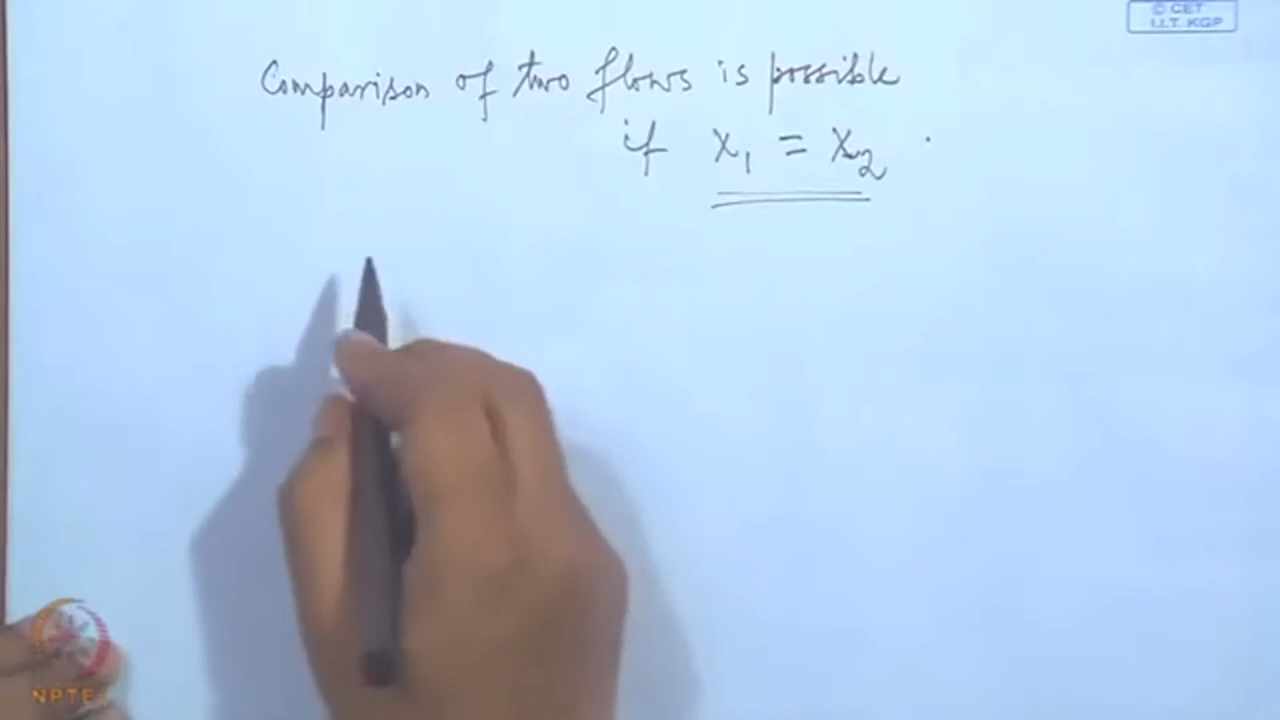 © CET
I.I.T. KGP
Comparison of two flows is possible
if x₁ = x₂ .
NPTEL